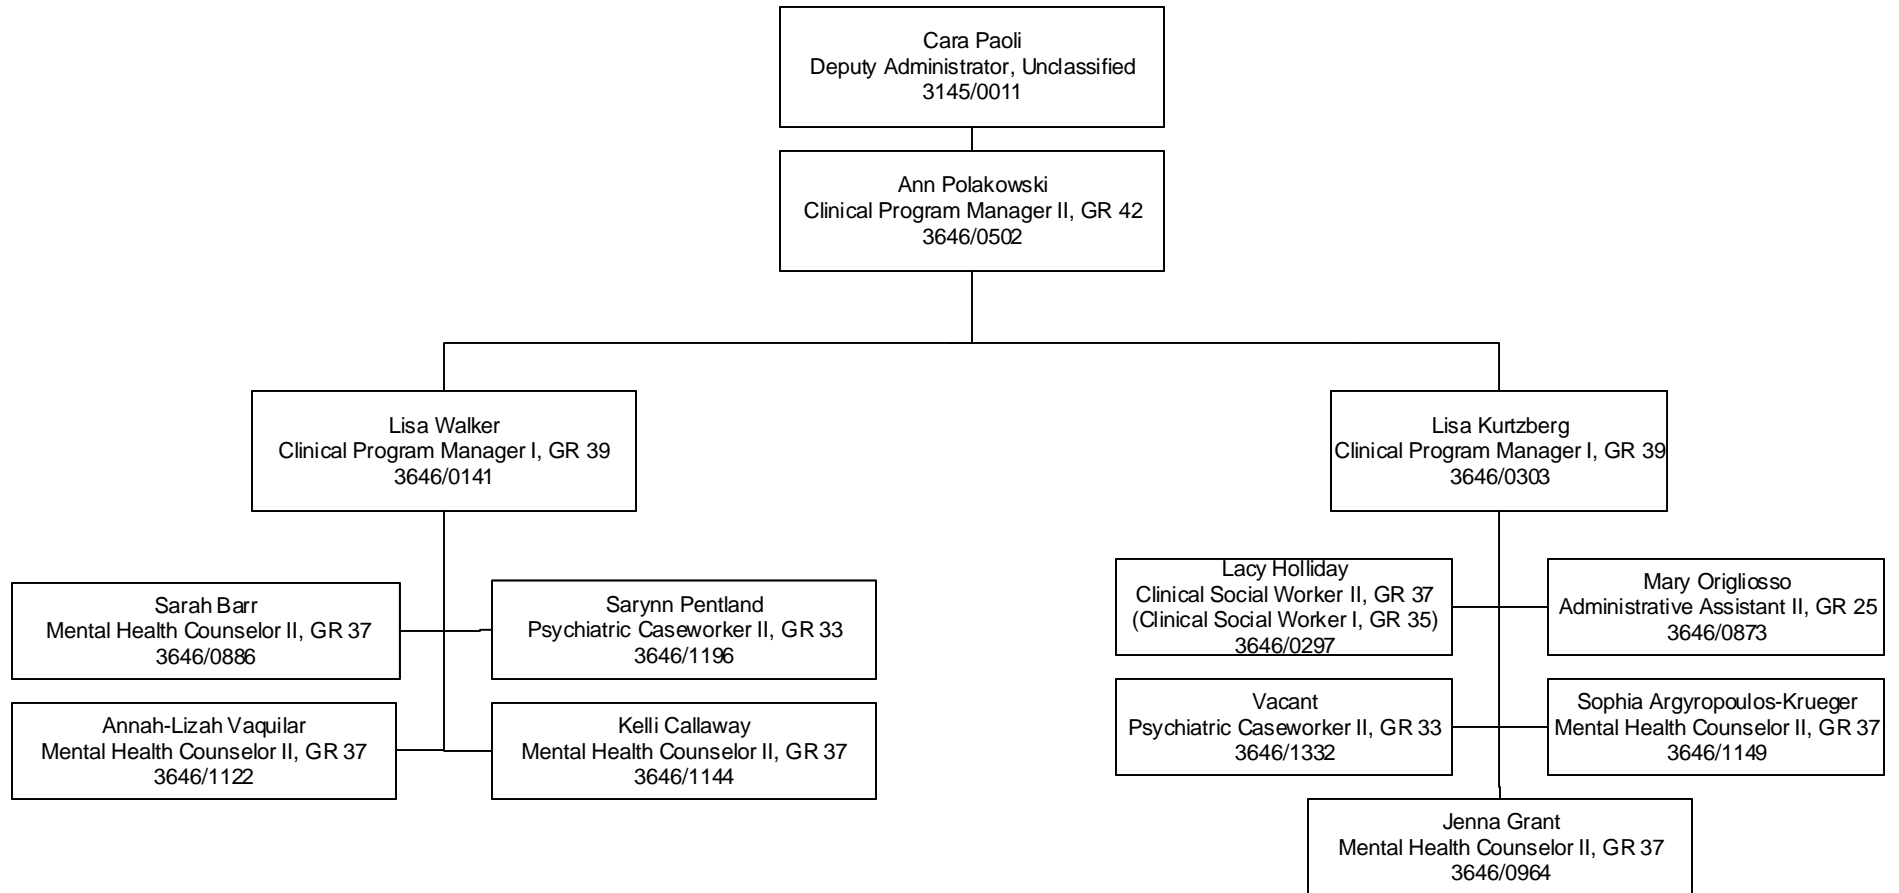 Cara Paoli
Deputy Administrator, Unclassified
3145/0011
Ann Polakowski
Clinical Program Manager II, GR 42
3646/0502
Lisa Walker
Clinical Program Manager I, GR 39
3646/0141
Lisa Kurtzberg
Clinical Program Manager I, GR 39
3646/0303
Sarah Barr
Mental Health Counselor II, GR 37
3646/0886
Sarynn Pentland
Psychiatric Caseworker II, GR 33
3646/1196
Annah-Lizah Vaquilar
Mental Health Counselor II, GR 37
3646/1122
Kelli Callaway
Mental Health Counselor II, GR 37
3646/1144
Lacy Holliday
Clinical Social Worker II, GR 37
(Clinical Social Worker I, GR 35)
3646/0297
Mary Origliosso
Administrative Assistant II, GR 25
3646/0873
Vacant
Psychiatric Caseworker II, GR 33
3646/1332
Sophia Argyropoulos-Krueger
Mental Health Counselor II, GR 37
3646/1149
Jenna Grant
Mental Health Counselor II, GR 37
3646/0964